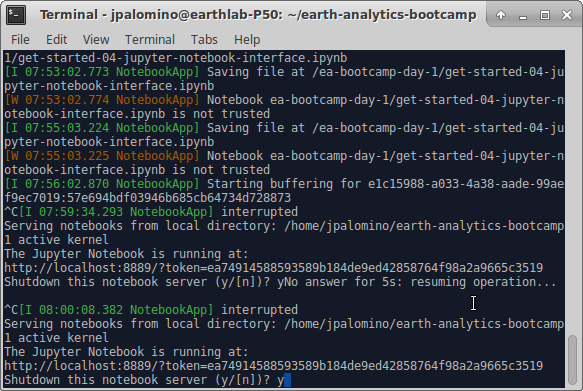 Terminal - jpalomino@earthlab-P50: ~/earth-analytics-bootcamp
File Edit View Terminal Tabs Help
1/get-started-04-jupyter-notebook-interface.ipynb
[I 07:53:02.773 NotebookApp] Saving file at /ea-bootcamp-day-1/get-started-04-ju
pyter-notebook-interface.ipynb
[W 07:53:02.774 NotebookApp] Notebook ea-bootcamp-day-1/get-started-04-jupyter-n
otebook-interface.ipynb is not trusted
[I 07:55:03.224 NotebookApp] Saving file at /ea-bootcamp-day-1/get-started-04-ju
pyter-notebook-interface.ipynb
[W 07:55:03.225 NotebookApp] Notebook ea-bootcamp-day-1/get-started-04-jupyter-n
otebook-interface.ipynb is not trusted
[I 07:56:02.870 NotebookApp] Starting buffering for e1c15988-a033-4a38-aade-99ae
f9ec7019:57e694bdf03946b685cb64734d728873
^C[I 07:59:34.293 NotebookApp] interrupted
Serving notebooks from local directory: /home/jpalomino/earth-analytics-bootcamp
1 active kernel
The Jupyter Notebook is running at:
http://localhost:8889/?token=ea74914588593589b184de9ed42858764f98a2a9665c3519
Shutdown this notebook server (y/[n])? yNo answer for 5s: resuming operation...
^C[I 08:00:08.382 NotebookApp] interrupted
Serving notebooks from local directory: /home/jpalomino/earth-analytics-bootcamp
1 active kernel
The Jupyter Notebook is running at:
http://localhost:8889/?token=ea74914588593589b184de9ed42858764f98a2a9665c3519
Shutdown this notebook server (y/[n])? y